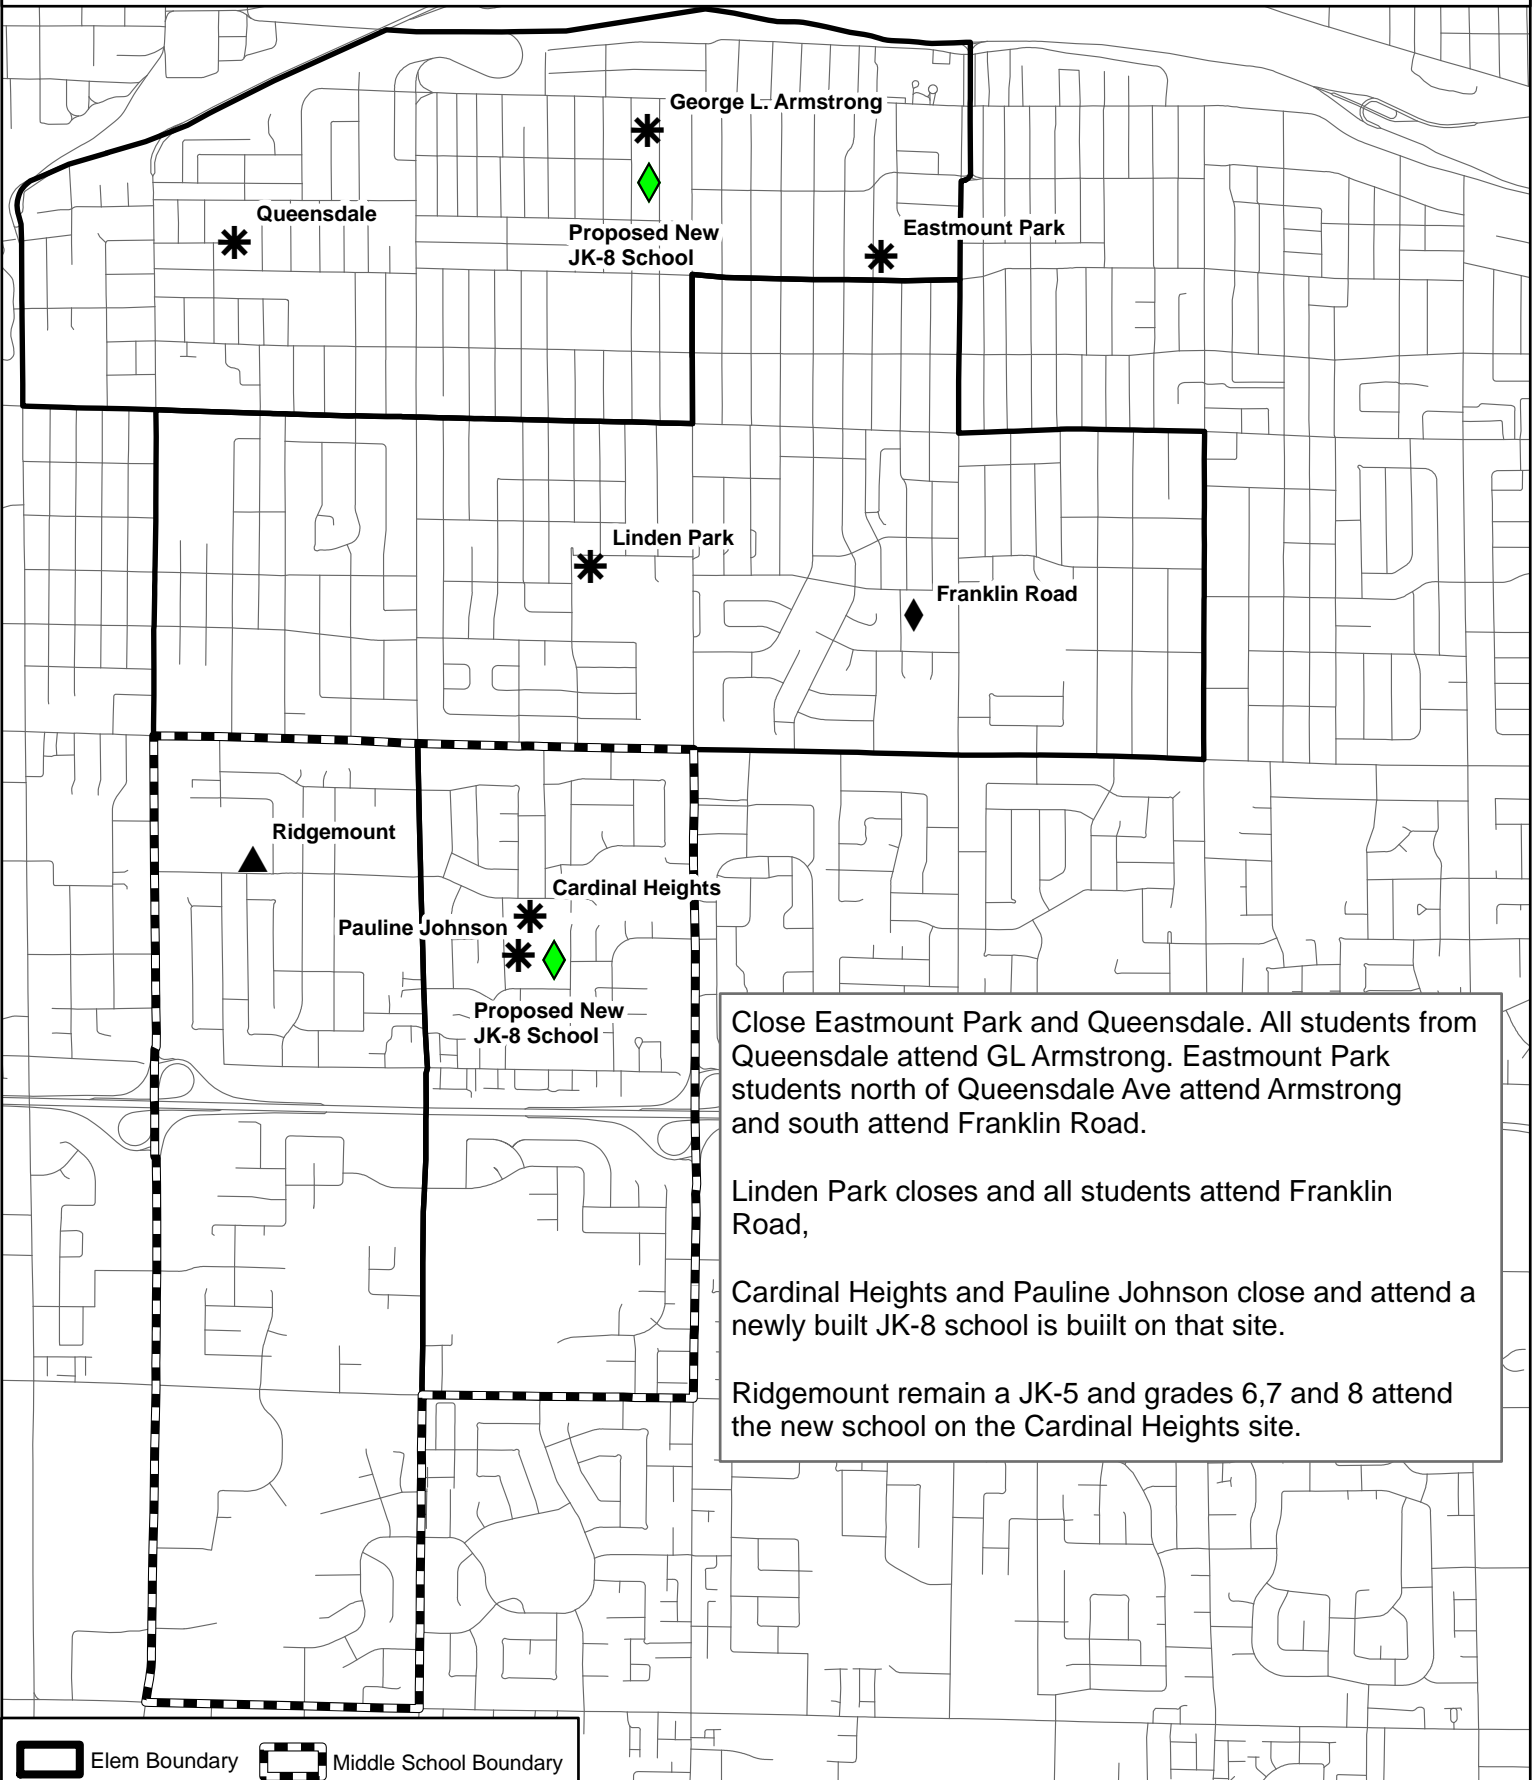 George L. Armstrong
Queensdale
Proposed New
JK-8 School
Eastmount Park
Linden Park
Franklin Road
Ridgemount
Cardinal Heights
Pauline Johnson
Proposed New
JK-8 School
Close Eastmount Park and Queensdale. All students from
Queensdale attend GL Armstrong. Eastmount Park
students north of Queensdale Ave attend Armstrong
and south attend Franklin Road.
Linden Park closes and all students attend Franklin
Road,
Cardinal Heights and Pauline Johnson close and attend a
newly built JK-8 school is buiilt on that site.
Ridgemount remain a JK-5 and grades 6,7 and 8 attend
the new school on the Cardinal Heights site.
Elem Boundary
Middle School Boundary